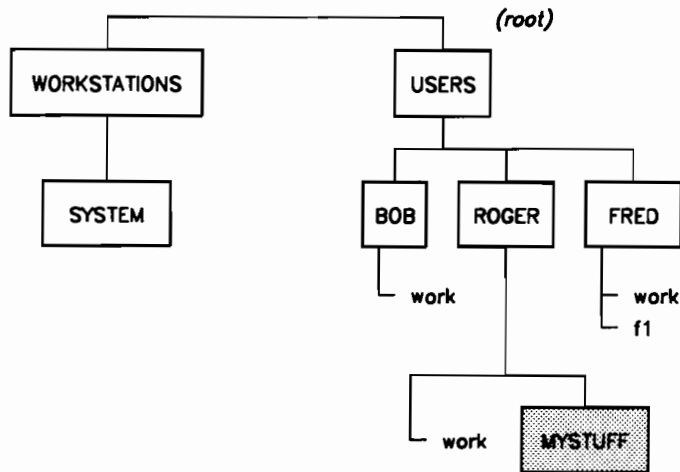 (root)
WORKSTATIONS USERS
SYSTEM BOB ROGER FRED
work work
f1
work MYSTUFF